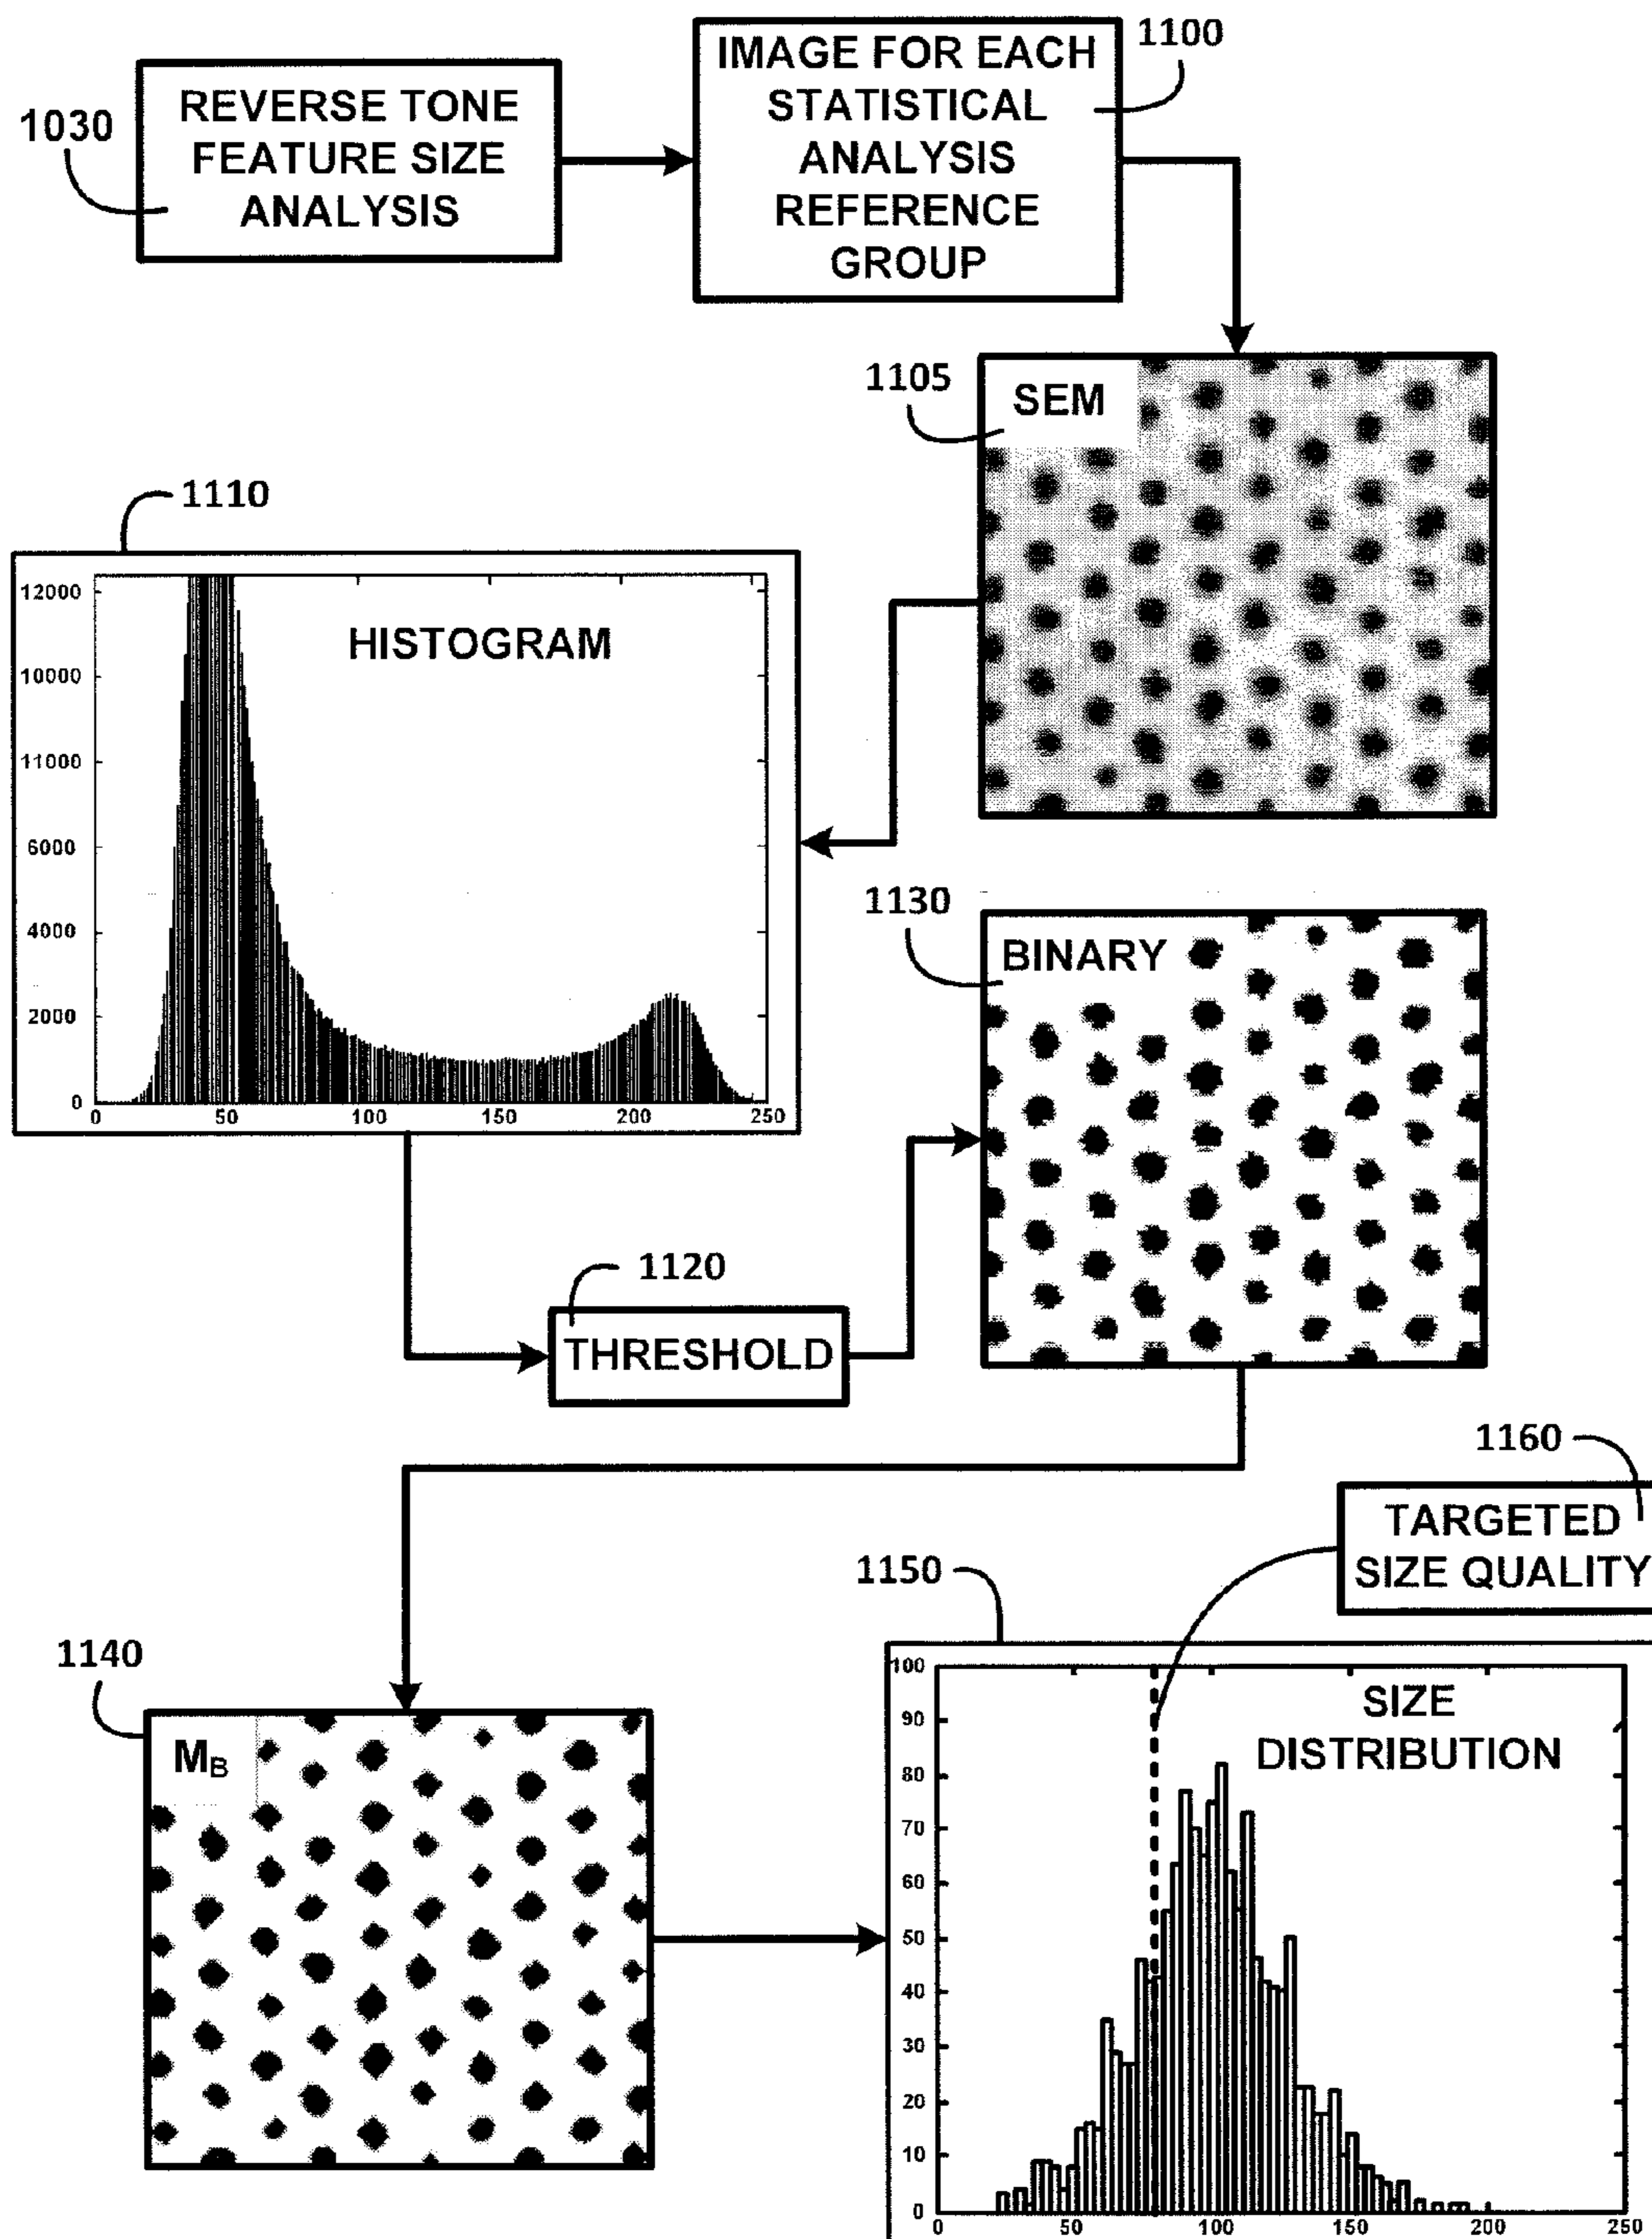 1030
REVERSE TONE
FEATURE SIZE
ANALYSIS
IMAGE FOR EACH
STATISTICAL
ANALYSIS
REFERENCE
GROUP
1100
1105
SEM
1110
HISTOGRAM
12000
10000
11000
6000
4000
2000
0
0 50 100 150 200 250
1120
THRESHOLD
1130
BINARY
1140
MB
1150
1160
TARGETED
SIZE QUALITY
SIZE
DISTRIBUTION
100
90
80
70
60
50
40
30
20
10
0
0 50 100 150 200 250